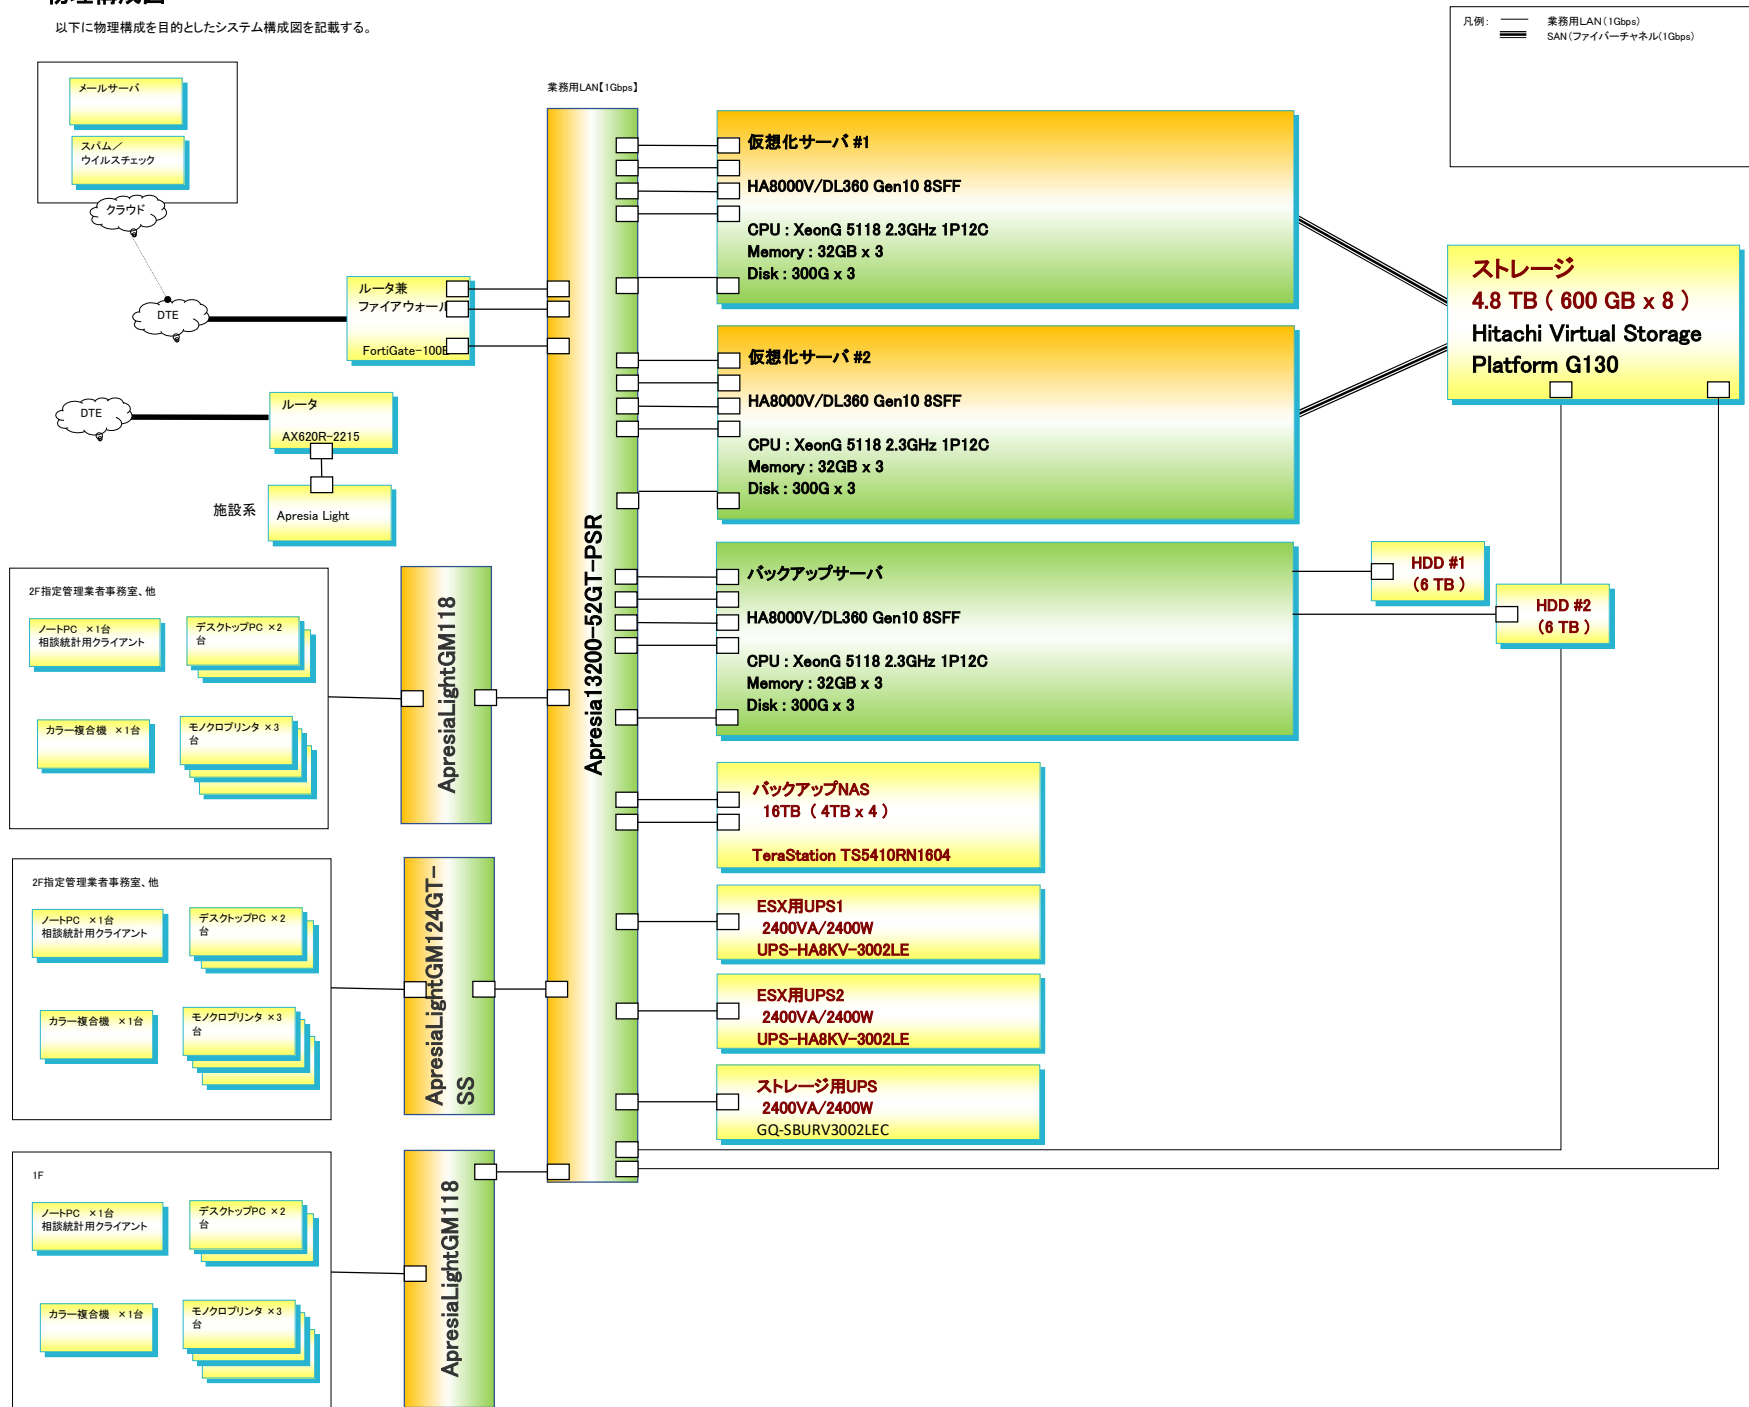 以下に物理構成を目的としたシステム構成図を記載する。
凡例：
業務用LAN(1Gbps)
SAN(ファイバーチャネル(1Gbps)
メールサーバ
スパム／
ウイルスチェック
クラウド
DTE
ルータ兼
ファイアウォール
FortiGate-100E
DTE
ルータ
AX620R-2215
施設系
Apresia Light
業務用LAN【1Gbps】
Apresia13200-52GT-PSR
仮想化サーバ #1
HA8000V/DL360 Gen10 8SFF
CPU : XeonG 5118 2.3GHz 1P12C
Memory : 32GB x 3
Disk : 300G x 3
仮想化サーバ #2
HA8000V/DL360 Gen10 8SFF
CPU : XeonG 5118 2.3GHz 1P12C
Memory : 32GB x 3
Disk : 300G x 3
ストレージ
4.8 TB ( 600 GB x 8 )
Hitachi Virtual Storage
Platform G130
バックアップサーバ
HA8000V/DL360 Gen10 8SFF
CPU : XeonG 5118 2.3GHz 1P12C
Memory : 32GB x 3
Disk : 300G x 3
HDD #1
(6 TB )
HDD #2
(6 TB )
バックアップNAS
16TB ( 4TB x 4 )
TeraStation TS5410RN1604
ESX用UPS1
2400VA/2400W
UPS-HA8KV-3002LE
ESX用UPS2
2400VA/2400W
UPS-HA8KV-3002LE
ストレージ用UPS
2400VA/2400W
GQ-SBURV3002LEC
2F指定管理業者事務室、他
ノートPC ×1台
相談統計用クライアント
デスクトップPC ×2
台
カラー複合機 ×1台
モノクロプリンタ ×3
台
ApresiaLightGM118
2F指定管理業者事務室、他
ノートPC ×1台
相談統計用クライアント
デスクトップPC ×2
台
カラー複合機 ×1台
モノクロプリンタ ×3
台
ApresiaLightGM124GT-
SS
1F
ノートPC ×1台
相談統計用クライアント
デスクトップPC ×2
台
カラー複合機 ×1台
モノクロプリンタ ×3
台
ApresiaLightGM118